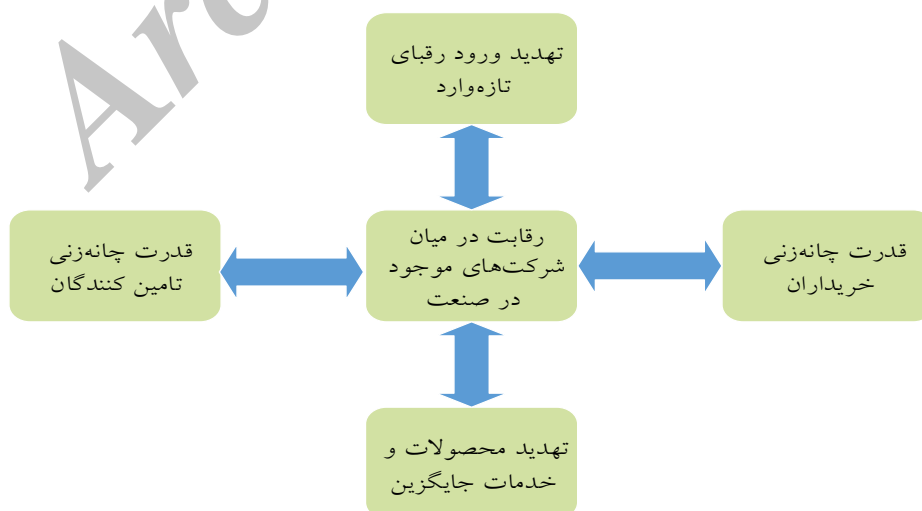 Arc
تهدید ورود رقبای
تازه‌وارد
قدرت چانه‌زنی
خریداران
رقابت در میان
شرکت‌های موجود
در صنعت
قدرت چانه‌زنی
تامین کنندگان
تهدید محصولات و
خدمات جایگزین